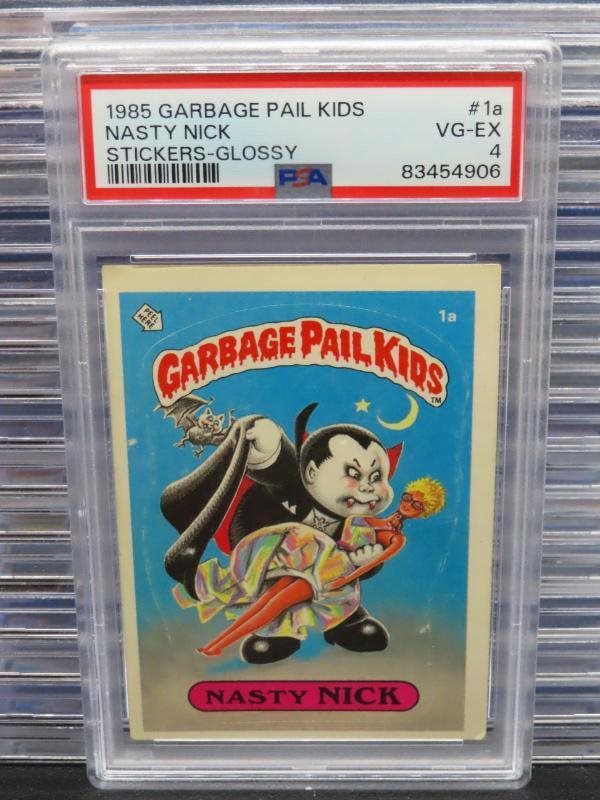 1985 GARBAGE PAIL KIDS #1a
NASTY NICK VG-EX
STICKERS-GLOSSY 4
PSA 83454906
PEEL HERE
1a
GARBAGE PAIL KIDS
TM
NASTY NICK